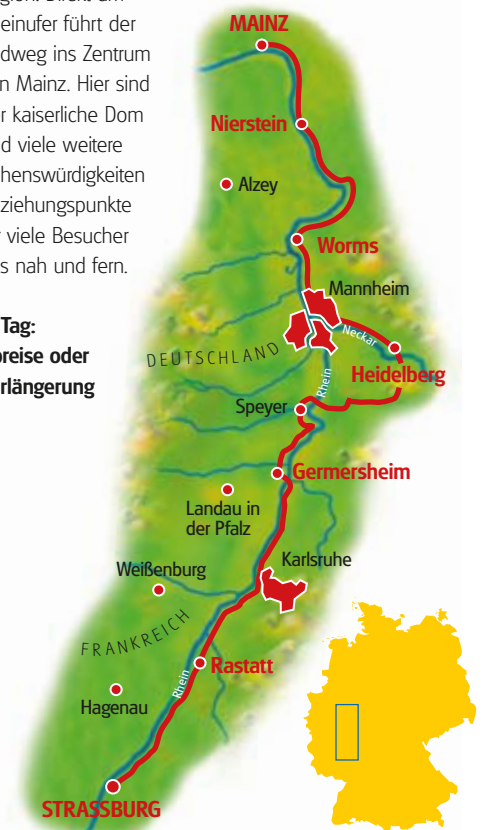 einufer führt der
dweg ins Zentrum
n Mainz. Hier sind
r kaiserliche Dom
d viele weitere
henswürdigkeiten
ziehungspunkte
viele Besucher
s nah und fern.
Tag:
preise oder
rlängerung
MAINZ
Nierstein
Alzey
Worms
Mannheim
Neckar
DEUTSCHLAND
Heidelberg
Rhein
Speyer
Germersheim
Landau in
der Pfalz
Karlsruhe
Weißenburg
FRANKREICH
Rastatt
Rhein
Hagenau
STRASSBURG